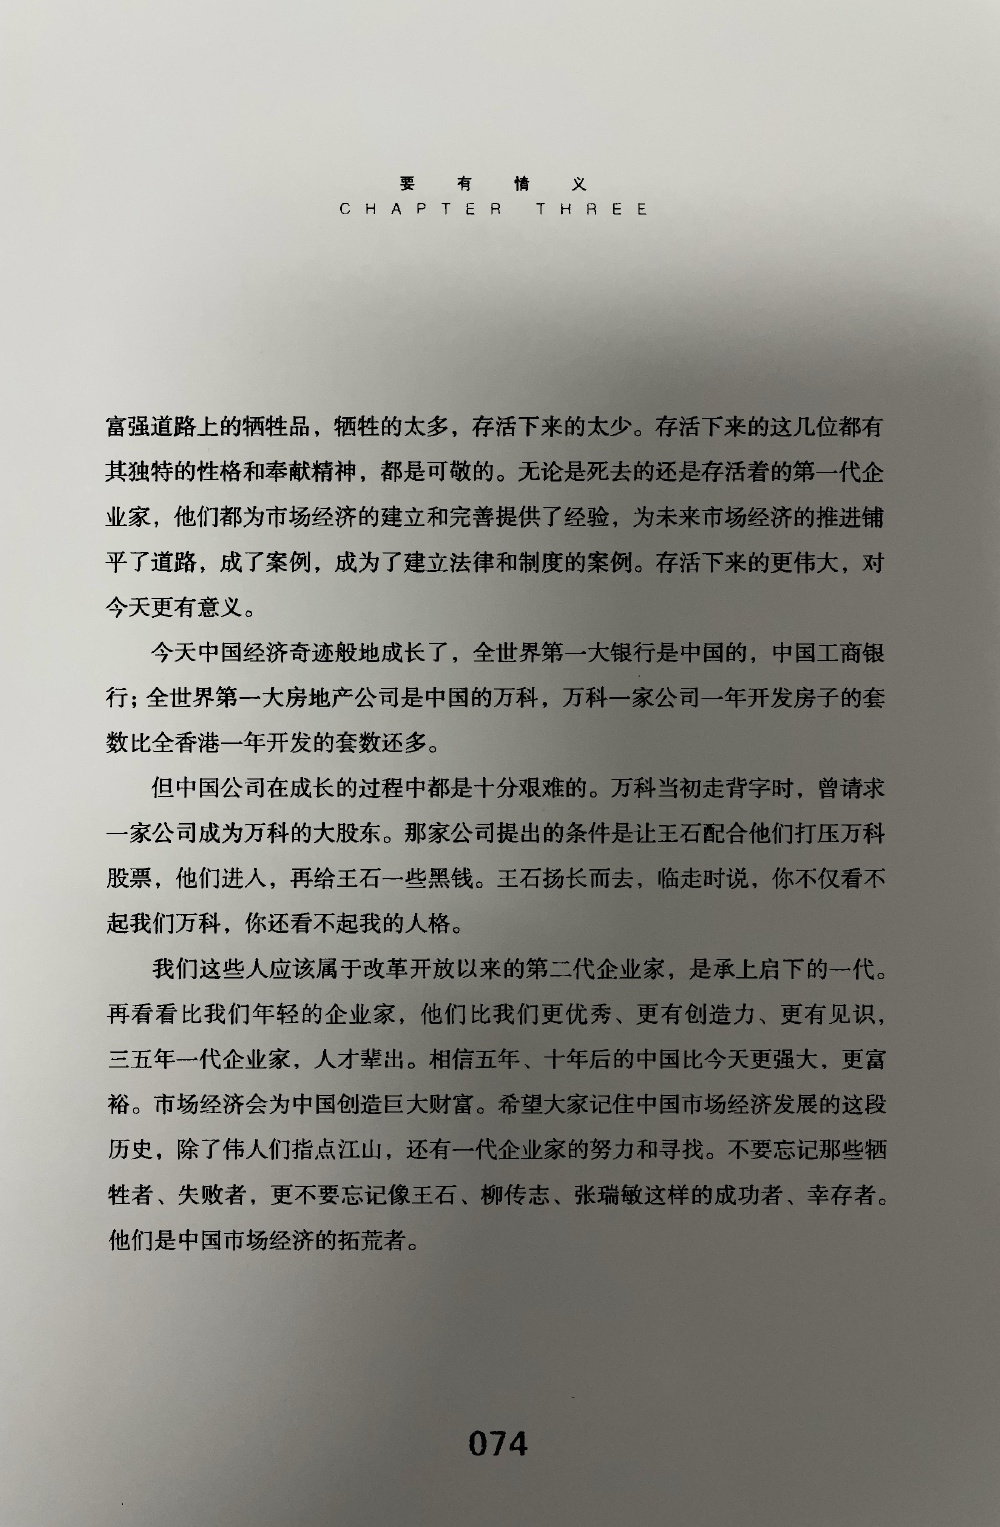 要有情义
CHAPTER THREE
富强道路上的牺牲品，牺牲的太多，存活下来的太少。存活下来的这几位都有
其独特的性格和奉献精神，都是可敬的。无论是死去的还是存活着的第一代企
业家，他们都为市场经济的建立和完善提供了经验，为未来市场经济的推进铺
平了道路，成了案例，成为了建立法律和制度的案例。存活下来的更伟大，对
今天更有意义。
今天中国经济奇迹般地成长了，全世界第一大银行是中国的，中国工商银
行；全世界第一大房地产公司是中国的万科，万科一家公司一年开发房子的套
数比全香港一年开发的套数还多。
但中国公司在成长的过程中都是十分艰难的。万科当初走背字时，曾请求
一家公司成为万科的大股东。那家公司提出的条件是让王石配合他们打压万科
股票，他们进入，再给王石一些黑钱。王石扬长而去，临走时说，你不仅看不
起我们万科，你还看不起我的人格。
我们这些人应该属于改革开放以来的第二代企业家，是承上启下的一代。
再看看比我们年轻的企业家，他们比我们更优秀、更有创造力、更有见识，
三五年一代企业家，人才辈出。相信五年、十年后的中国比今天更强大，更富
裕。市场经济会为中国创造巨大财富。希望大家记住中国市场经济发展的这段
历史，除了伟人们指点江山，还有一代企业家的努力和寻找。不要忘记那些牺
牲者、失败者，更不要忘记像王石、柳传志、张瑞敏这样的成功者、幸存者。
他们是中国市场经济的拓荒者。
074